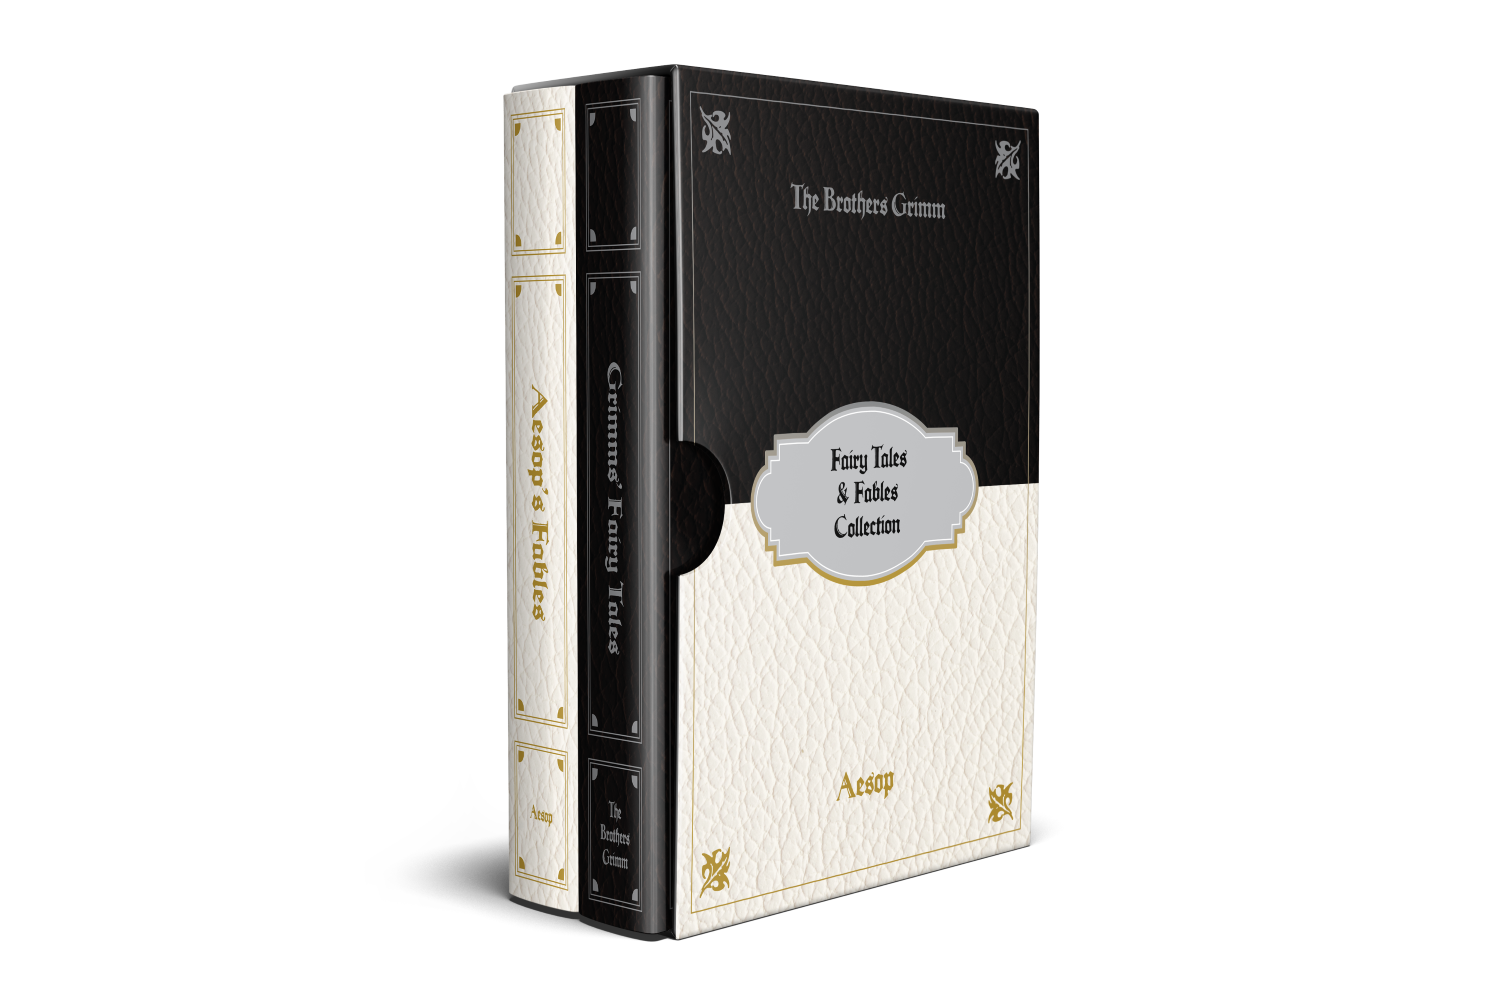 Aesop's Fables
Aesop
Grimms' Fairy Tales
The
Brothers
Grimm
The Brothers Grimm
Fairy Tales
& Fables
Collection
Aesop